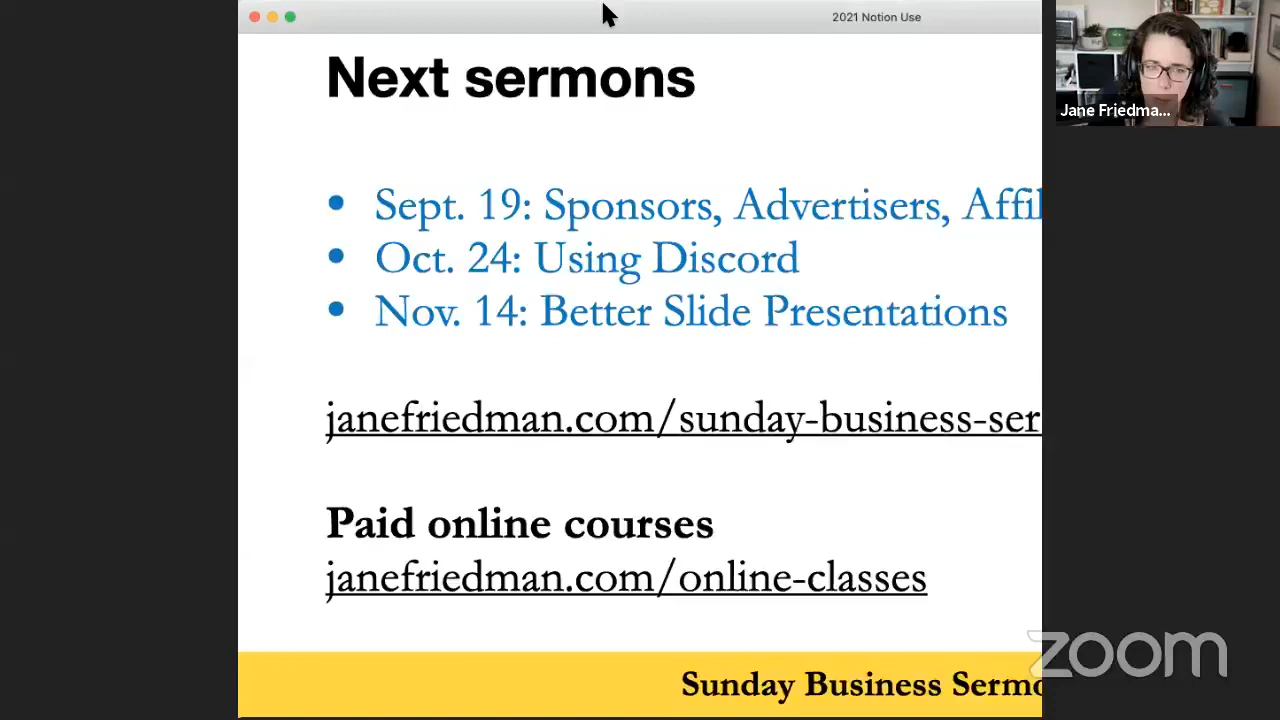 2021 Notion Use
Next sermons
Jane Friedma...
• Sept. 19: Sponsors, Advertisers, Affil
• Oct. 24: Using Discord
• Nov. 14: Better Slide Presentations
janefriedman.com/sunday-business-ser
Paid online courses
janefriedman.com/online-classes
zoom
Sunday Business Sermo